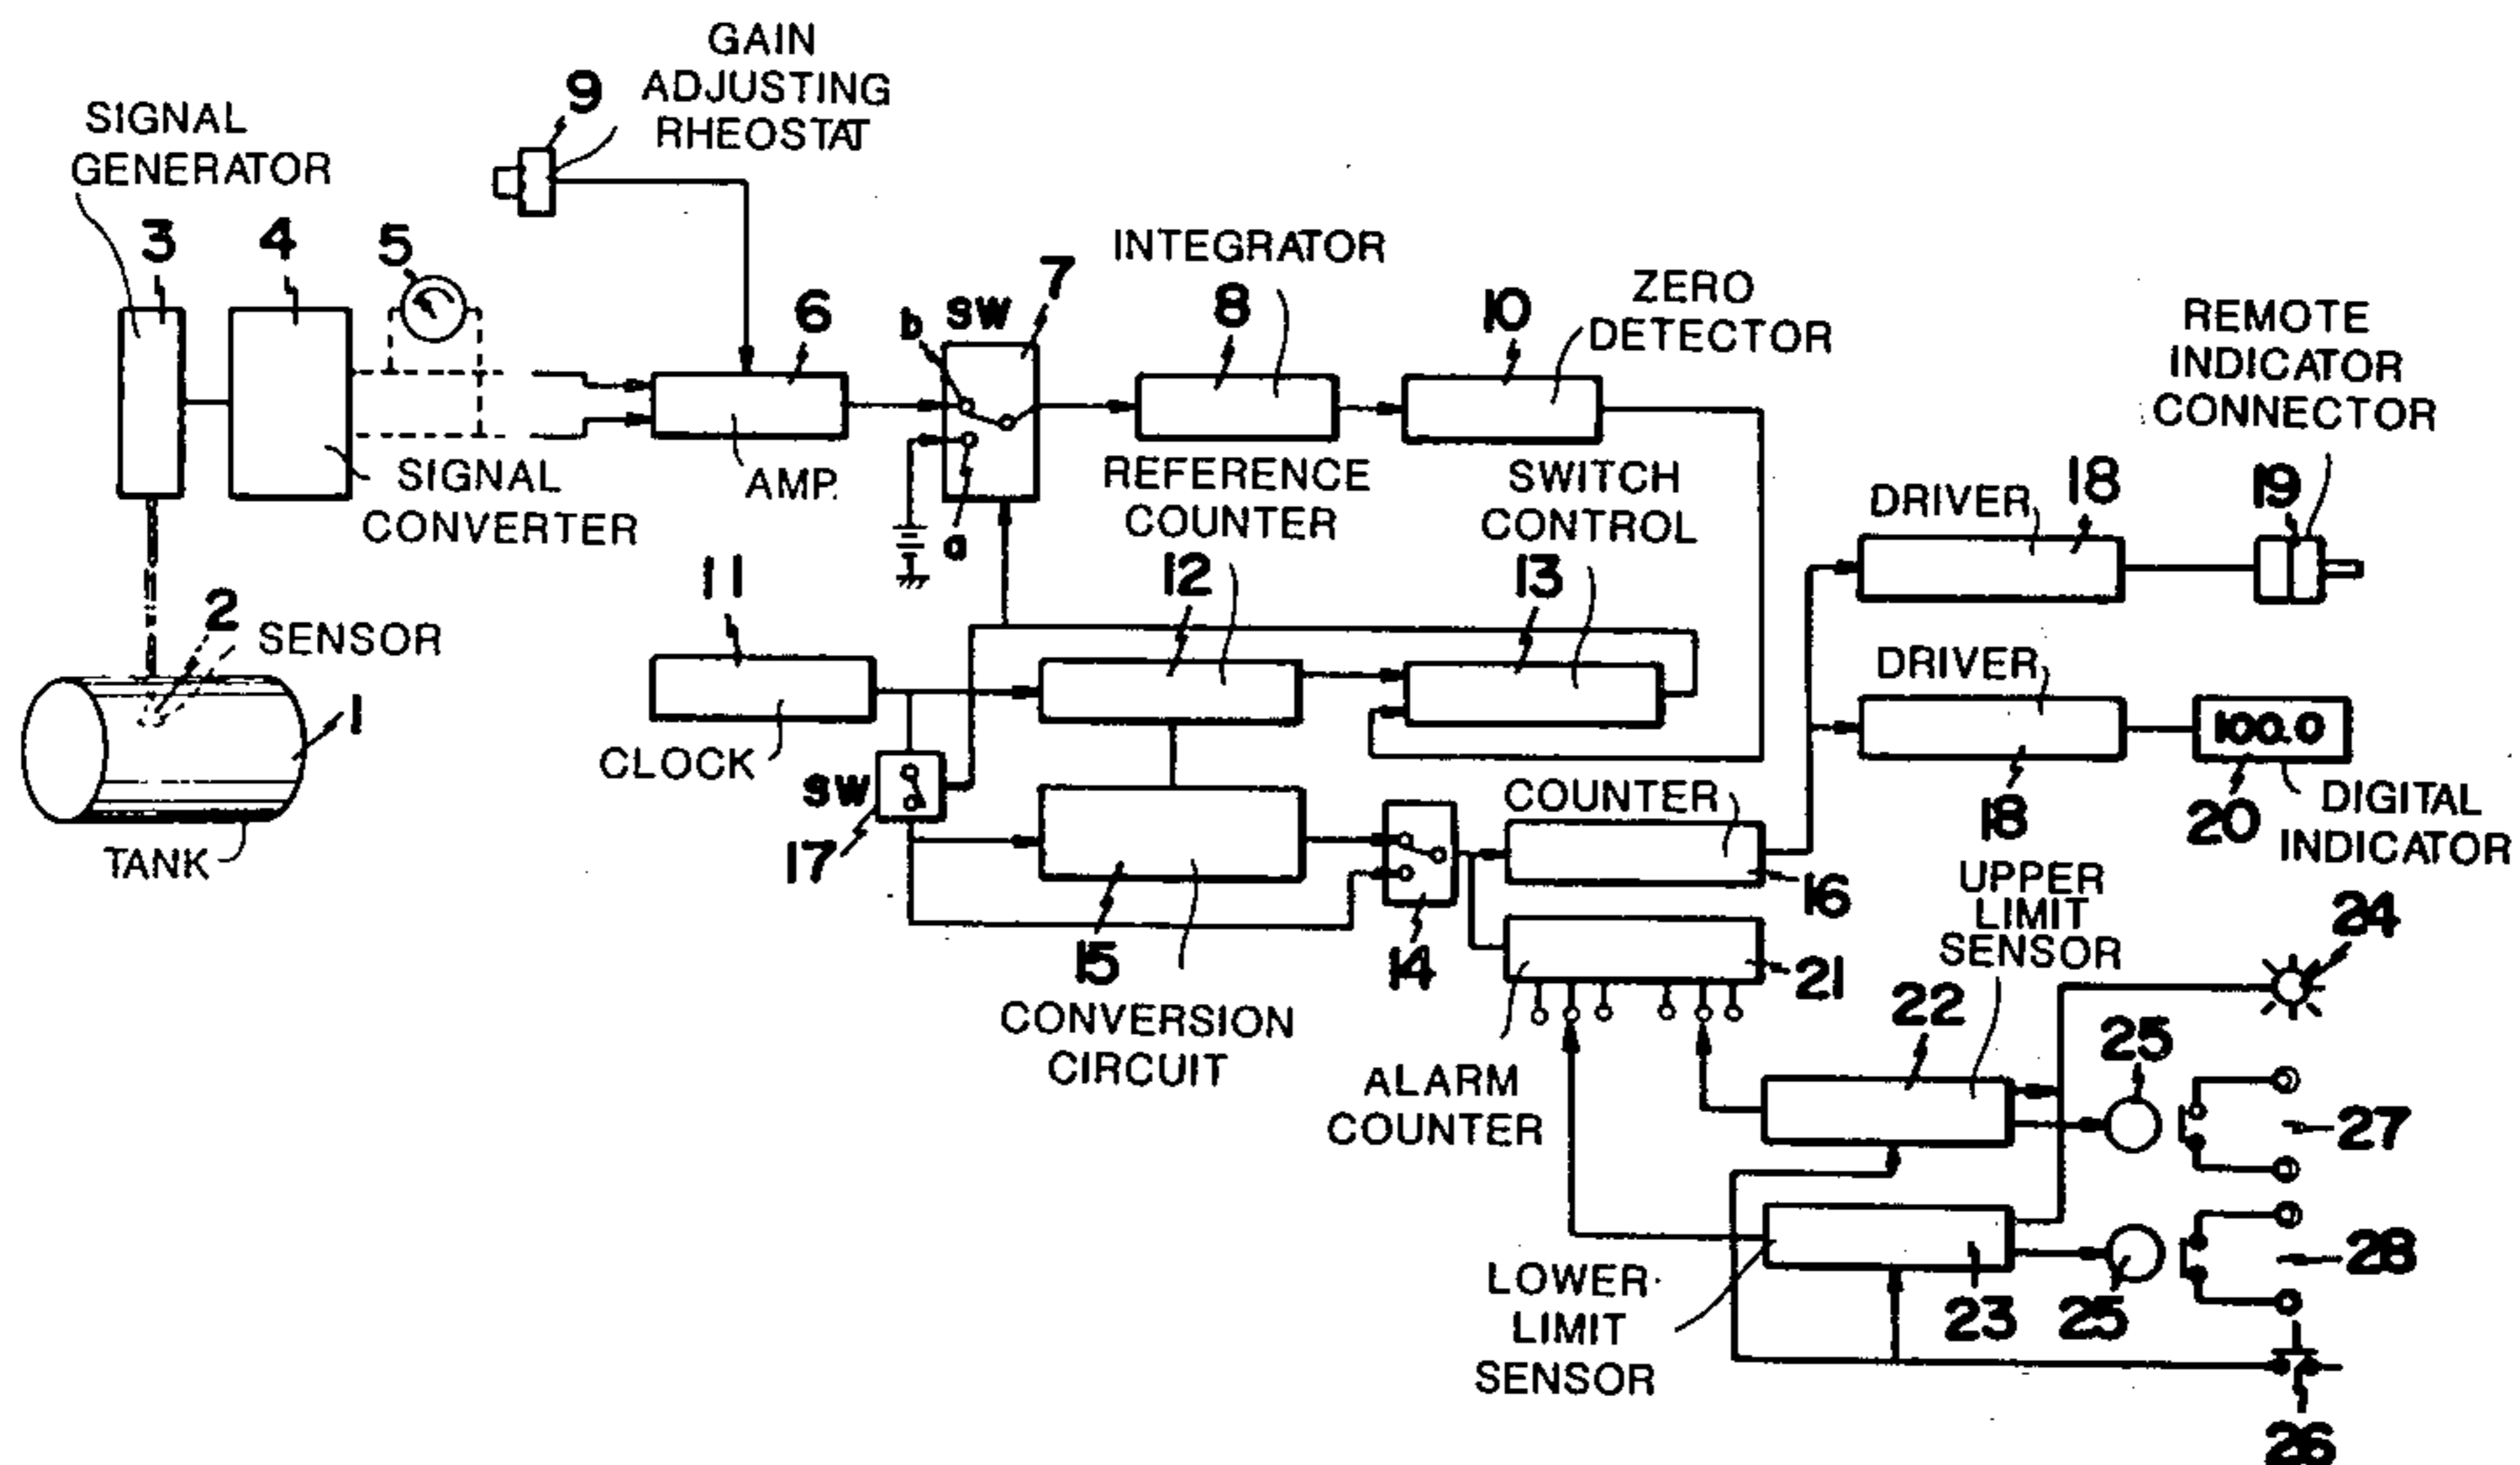 GAIN
ADJUSTING
RHEOSTAT
9
SIGNAL
GENERATOR
3
4
5
6
b
SW
7
INTEGRATOR
8
10
ZERO
DETECTOR
REMOTE
INDICATOR
CONNECTOR
SIGNAL
CONVERTER
AMP.
a
REFERENCE
COUNTER
SWITCH
CONTROL
DRIVER
18
19
11
12
13
2
SENSOR
1
TANK
CLOCK
SW
17
DRIVER
18
100.0
20
DIGITAL
INDICATOR
COUNTER
16
15
CONVERSION
CIRCUIT
14
21
ALARM
COUNTER
UPPER
LIMIT
SENSOR
22
24
25
27
LOWER
LIMIT
SENSOR
23
25
28
26